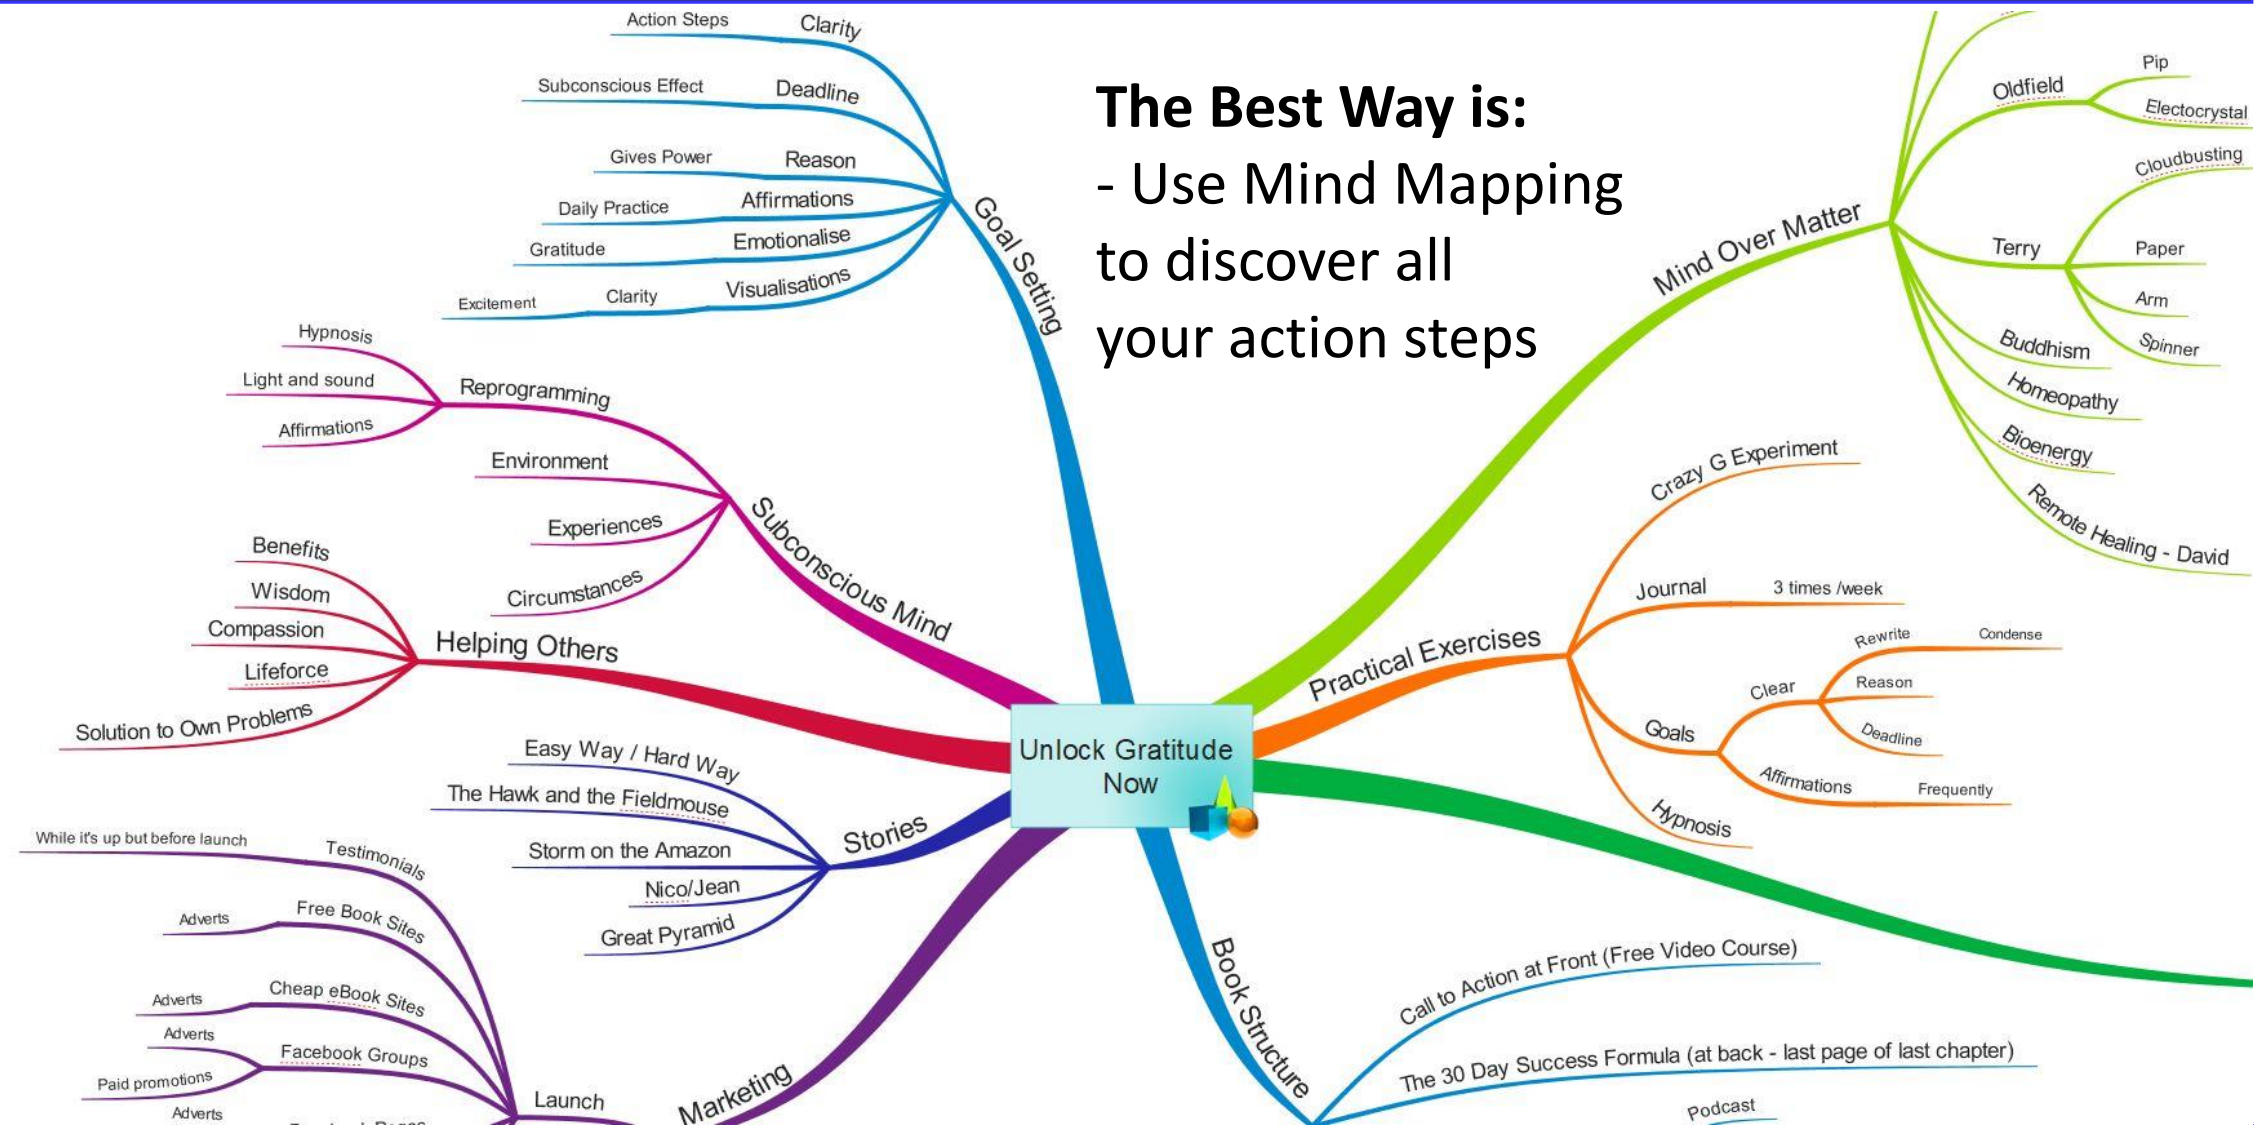 Action Steps
Clarity
Subconscious Effect
Deadline
Gives Power
Reason
Daily Practice
Affirmations
Gratitude
Emotionalise
Excitement
Clarity
Visualisations
Goal Setting
The Best Way is:
- Use Mind Mapping
to discover all
your action steps
Mind Over Matter
Oldfield
Pip
Electocrystal
Terry
Cloudbusting
Paper
Arm
Spinner
Buddhism
Homeopathy
Bioenergy
Remote Healing - David
Hypnosis
Light and sound
Affirmations
Reprogramming
Environment
Experiences
Circumstances
Subconscious Mind
Benefits
Wisdom
Compassion
Lifeforce
Solution to Own Problems
Helping Others
Practical Exercises
Crazy G Experiment
Journal
3 times /week
Goals
Clear
Rewrite
Condense
Reason
Deadline
Affirmations
Frequently
Hypnosis
Unlock Gratitude
Now
Easy Way / Hard Way
The Hawk and the Fieldmouse
Storm on the Amazon
Nico/Jean
Great Pyramid
Stories
While it's up but before launch
Testimonials
Adverts
Free Book Sites
Adverts
Cheap eBook Sites
Adverts
Paid promotions
Facebook Groups
Adverts
Launch
Marketing
Book Structure
Call to Action at Front (Free Video Course)
The 30 Day Success Formula (at back - last page of last chapter)
Podcast